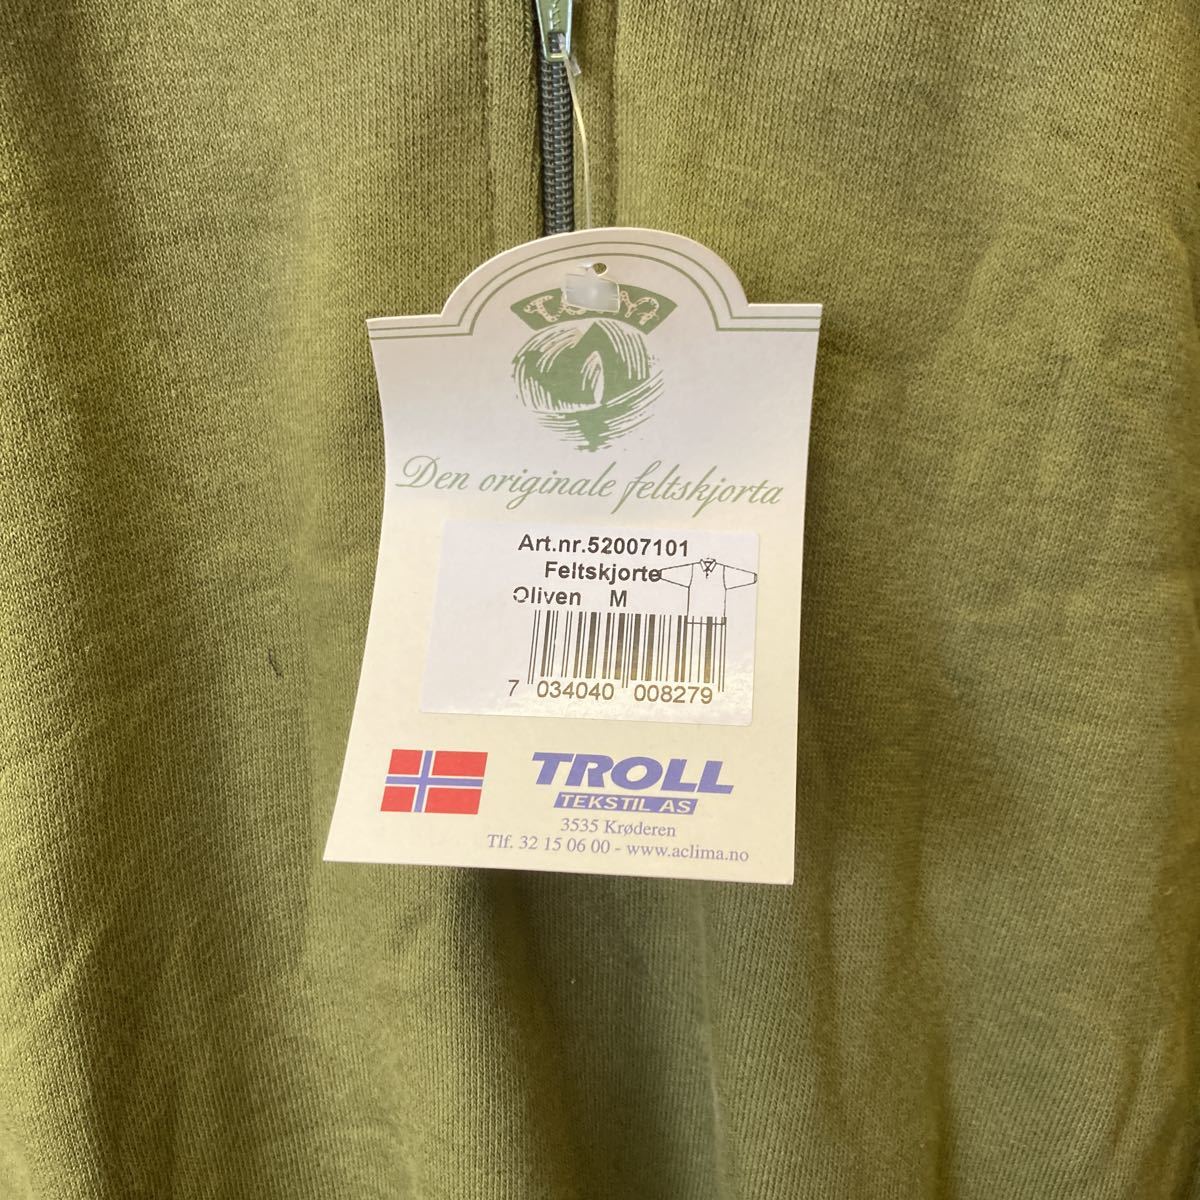 Den originale feltskjorta
Art.nr.52007101
Feltskjorte
Oliven M
7 034040 008279
TROLL
TEKSTIL AS
3535 Krøderen
Tlf. 32 15 06 00 - www.aclima.no